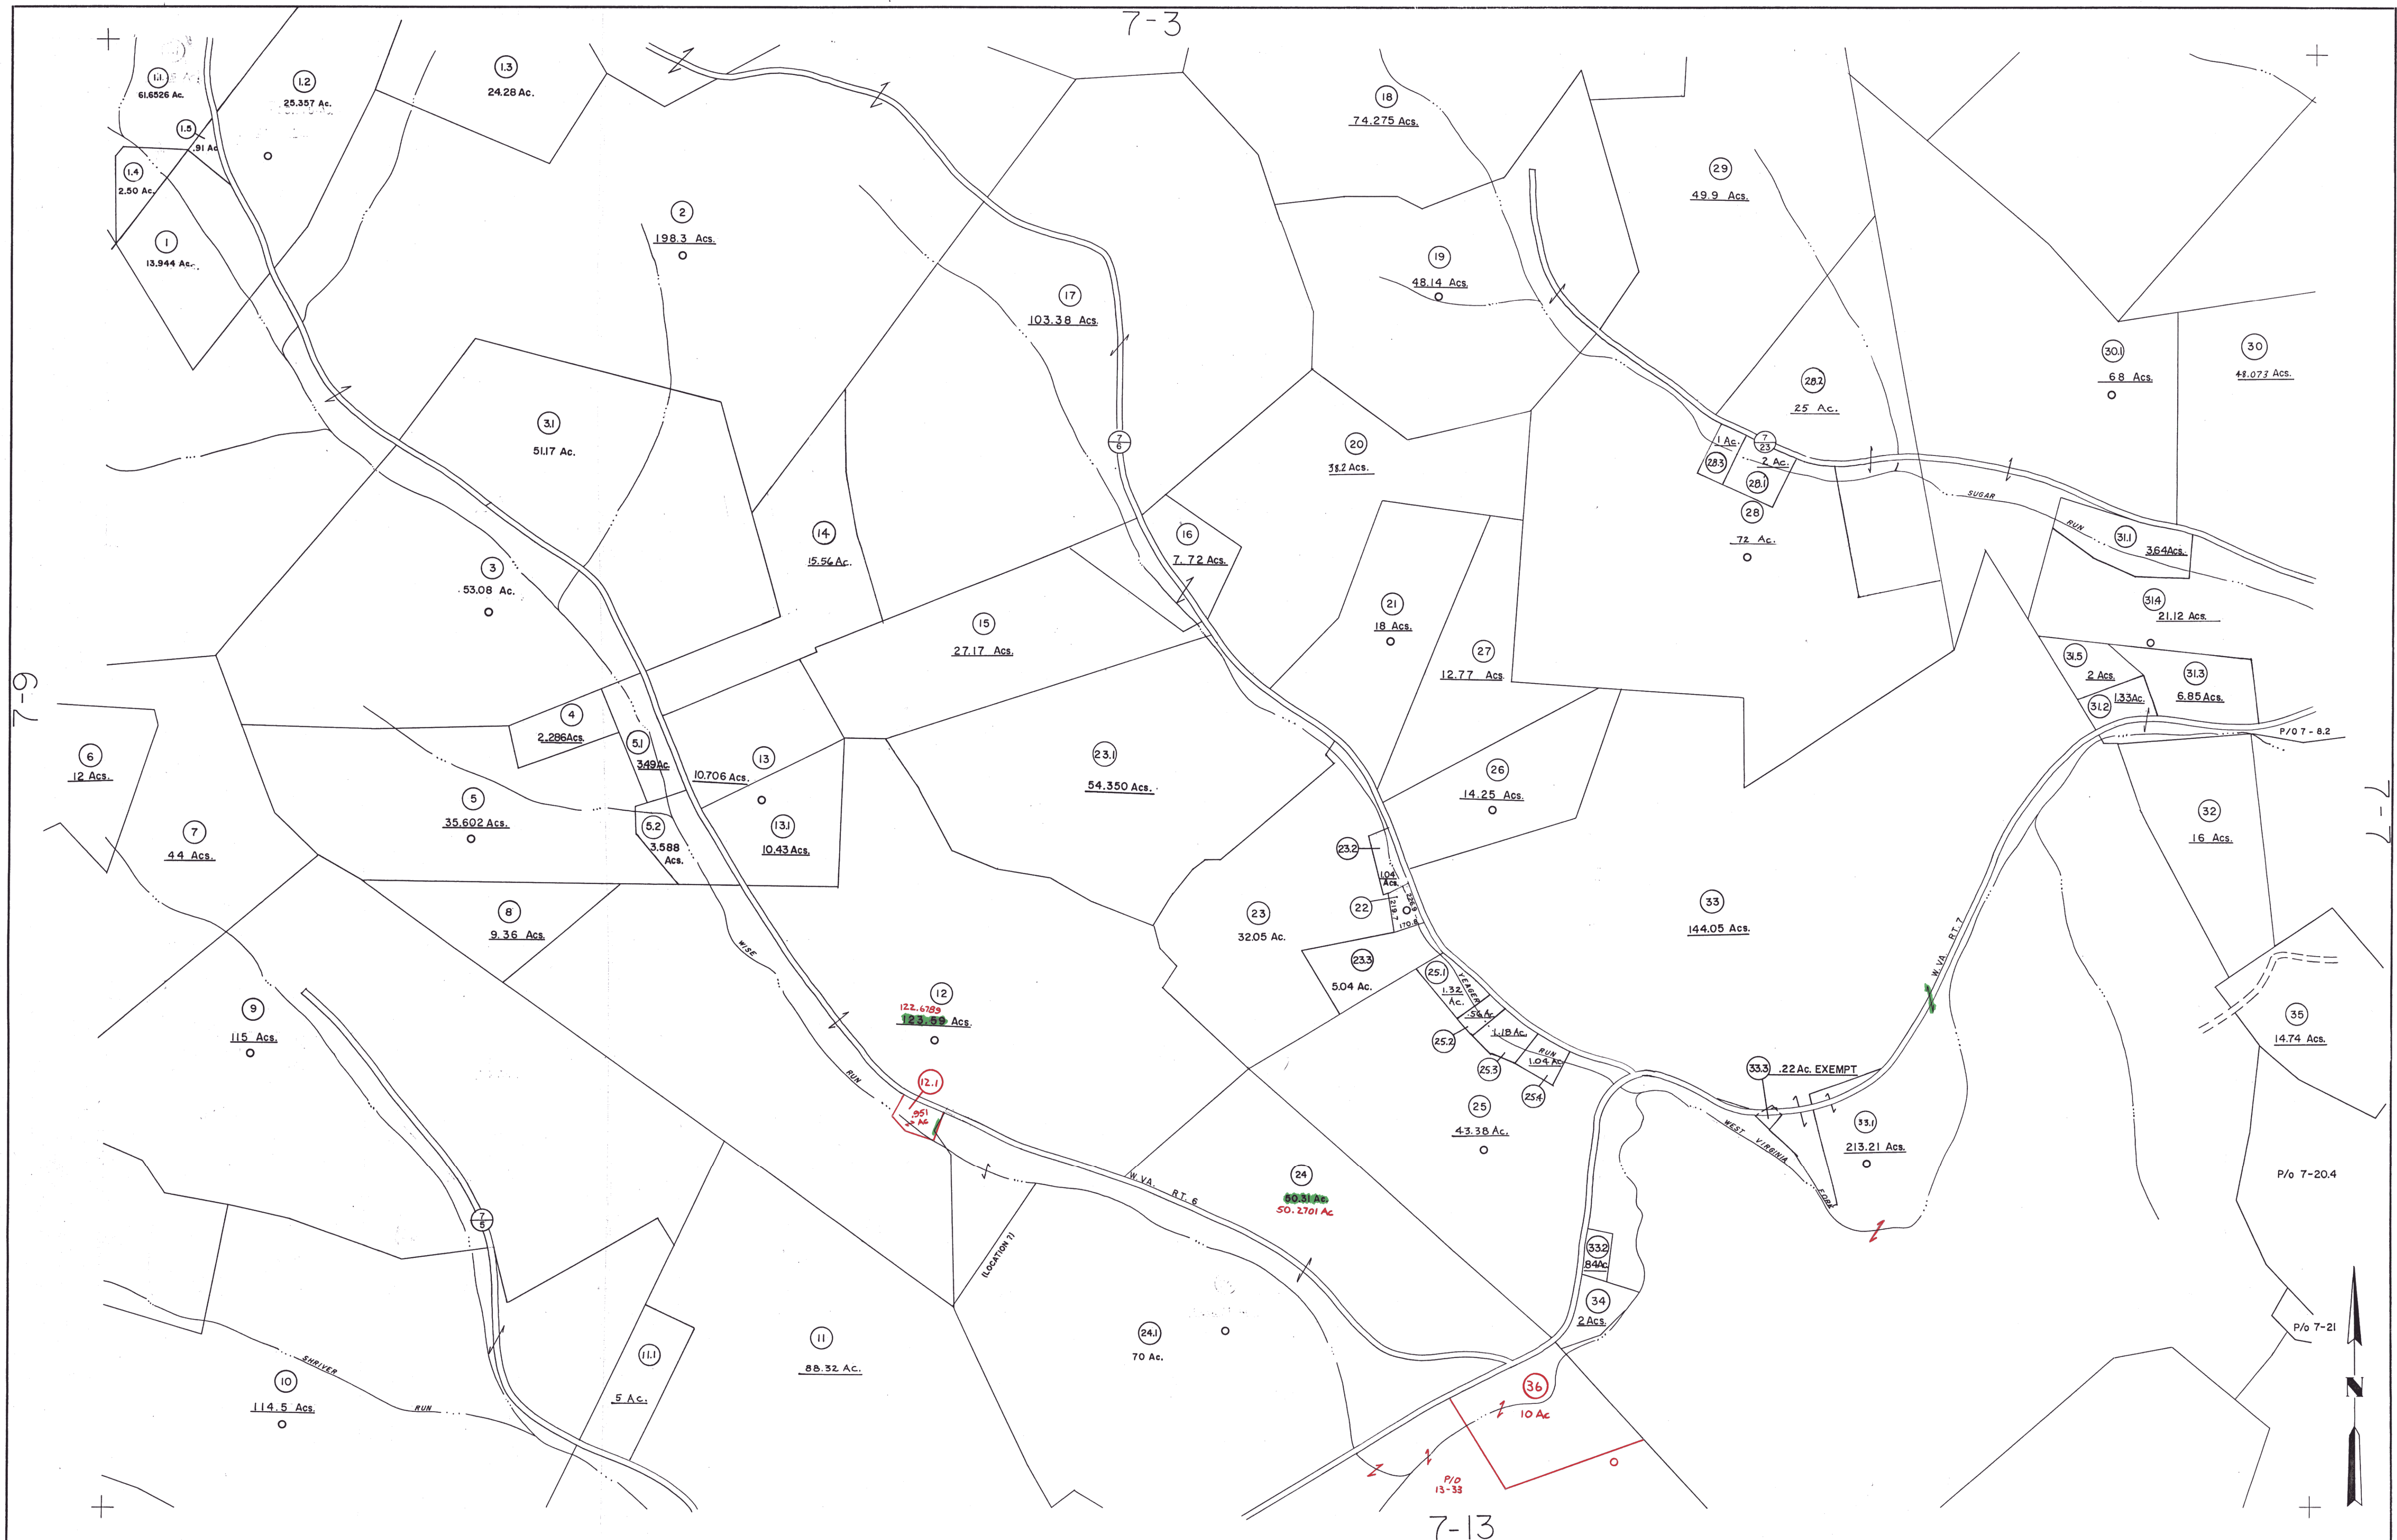 7-3
1.1
61.6526 Ac.
1.2
25.357 Ac.
1.3
24.28 Ac.
1.5
.91 Ac
1.4
2.50 Ac.
1
13.944 Ac.
2
198.3 Acs.
17
103.38 Acs.
18
74.275 Acs.
19
48.14 Acs.
29
49.9 Acs.
30.1
68 Acs.
30
48.073 Acs.
28.2
25 Ac.
7
23
1 Ac.
28.3
2 Ac.
28.1
28
72 Ac.
SUGAR
RUN
31.1
3.64Acs.
31.4
21.12 Acs.
31.5
2 Acs.
31.3
6.85Acs.
31.2
1.33Ac.
P/O 7-8.2
3.1
51.17 Ac.
7
6
20
38.2 Acs.
14
15.56 Ac.
16
7.72 Acs.
3
53.08 Ac.
15
27.17 Acs.
21
18 Acs.
27
12.77 Acs.
7-6
6
12 Acs.
4
2.286Acs.
5.1
3.49Ac.
13
10.706 Acs.
23.1
54.350 Acs.
26
14.25 Acs.
32
16 Acs.
7-7
7
44 Acs.
5
35.602 Acs.
5.2
3.588
Acs.
13.1
10.43 Acs.
23.2
1.04
Acs.
22
219.7
226.9
170.8
8
9.36 Acs.
23
32.05 Ac.
33
144.05 Acs.
W. VA. RT. 7
WISE
RUN
23.3
5.04 Ac.
25.1
1.32
Ac.
YEAGER
RUN
.56 Ac
25.2
1.18 Ac.
25.3
1.04 Ac
25.4
9
115 Acs.
12
122.6789
123.59 Acs.
12.1
.951
AC
35
14.74 Acs.
33.3
.22 Ac. EXEMPT
25
43.38 Ac.
33.1
213.21 Acs.
WEST VIRGINIA FORK
W. VA. RT. 6
24
50.31 Ac.
50.2701 Ac
P/o 7-20.4
7
5
(LOCATION ?)
33.2
.84Ac
34
2 Acs.
P/o 7-21
SHRIVER
RUN
10
114.5 Acs.
11.1
.5 Ac.
11
88.32 Ac.
24.1
70 Ac.
36
10 Ac
P/O
13-33
N
7-13